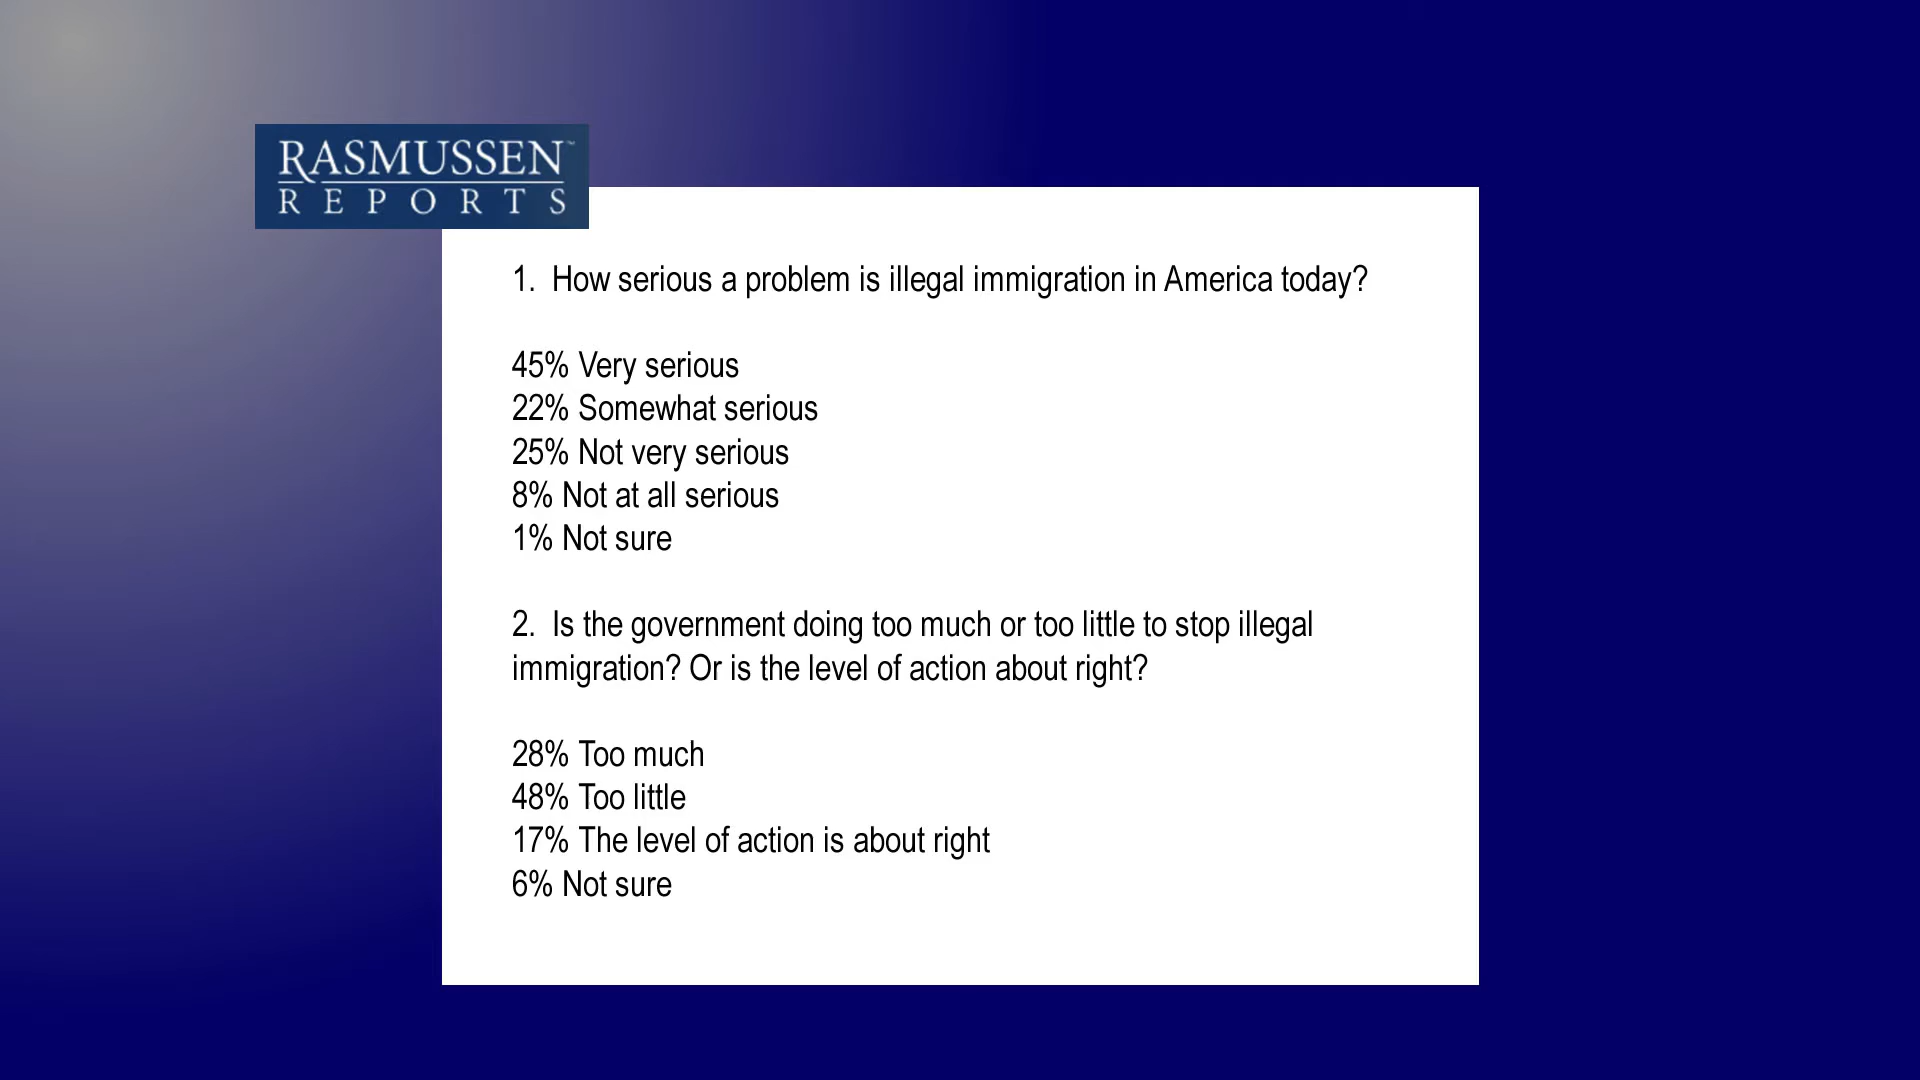 RASMUSSEN™
REPORTS
1. How serious a problem is illegal immigration in America today?
45% Very serious
22% Somewhat serious
25% Not very serious
8% Not at all serious
1% Not sure
2. Is the government doing too much or too little to stop illegal
immigration? Or is the level of action about right?
28% Too much
48% Too little
17% The level of action is about right
6% Not sure